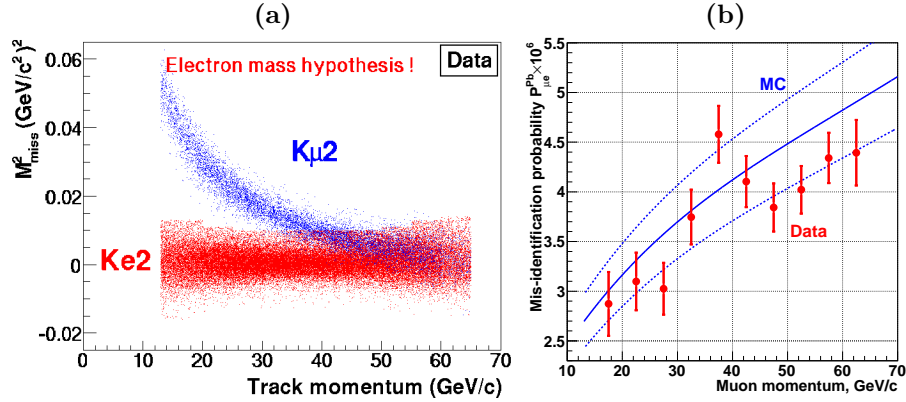 (a)
M²miss (GeV/c²)²
0.06
0.04
0.02
0
-0.02
Electron mass hypothesis !
Data
Kμ2
Ke2
0 10 20 30 40 50 60 70
Track momentum (GeV/c)
(b)
Mis-identification probability P^Pb_μe×10⁶
5.5
5
4.5
4
3.5
3
2.5
MC
Data
10 20 30 40 50 60 70
Muon momentum, GeV/c